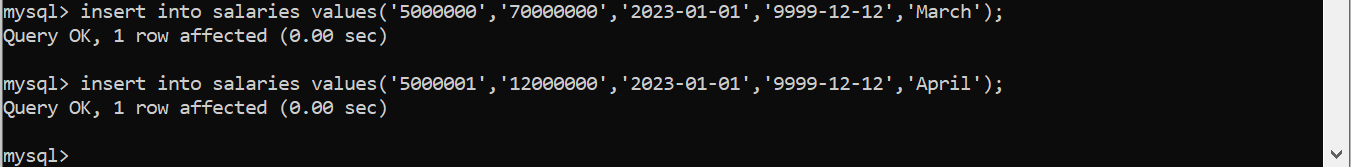 mysql> insert into salaries values('5000000','70000000','2023-01-01','9999-12-12','March');
Query OK, 1 row affected (0.00 sec)
mysql> insert into salaries values('5000001','12000000','2023-01-01','9999-12-12','April');
Query OK, 1 row affected (0.00 sec)
mysql>